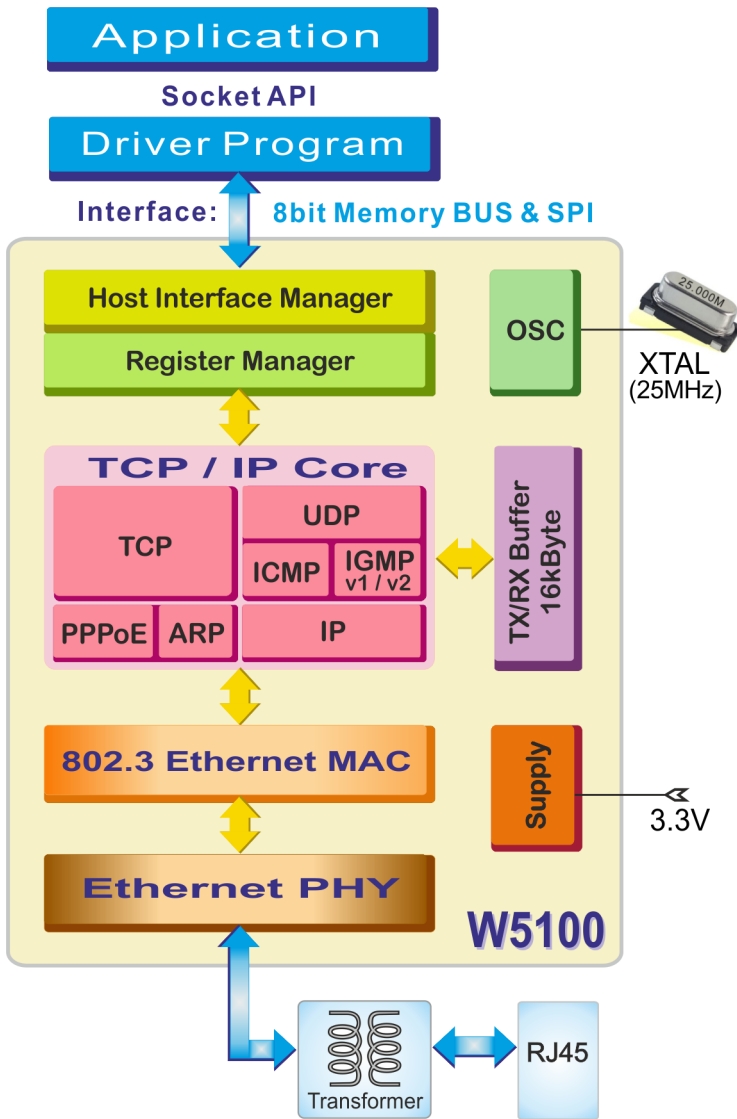 Application
Socket API
Driver Program
Interface: 8bit Memory BUS & SPI
Host Interface Manager
Register Manager
OSC
25.000M
XTAL
(25MHz)
TCP / IP Core
TCP
UDP
ICMP
IGMP
v1 / v2
PPPoE
ARP
IP
TX/RX Buffer
16kByte
802.3 Ethernet MAC
Supply
3.3V
Ethernet PHY
W5100
Transformer
RJ45